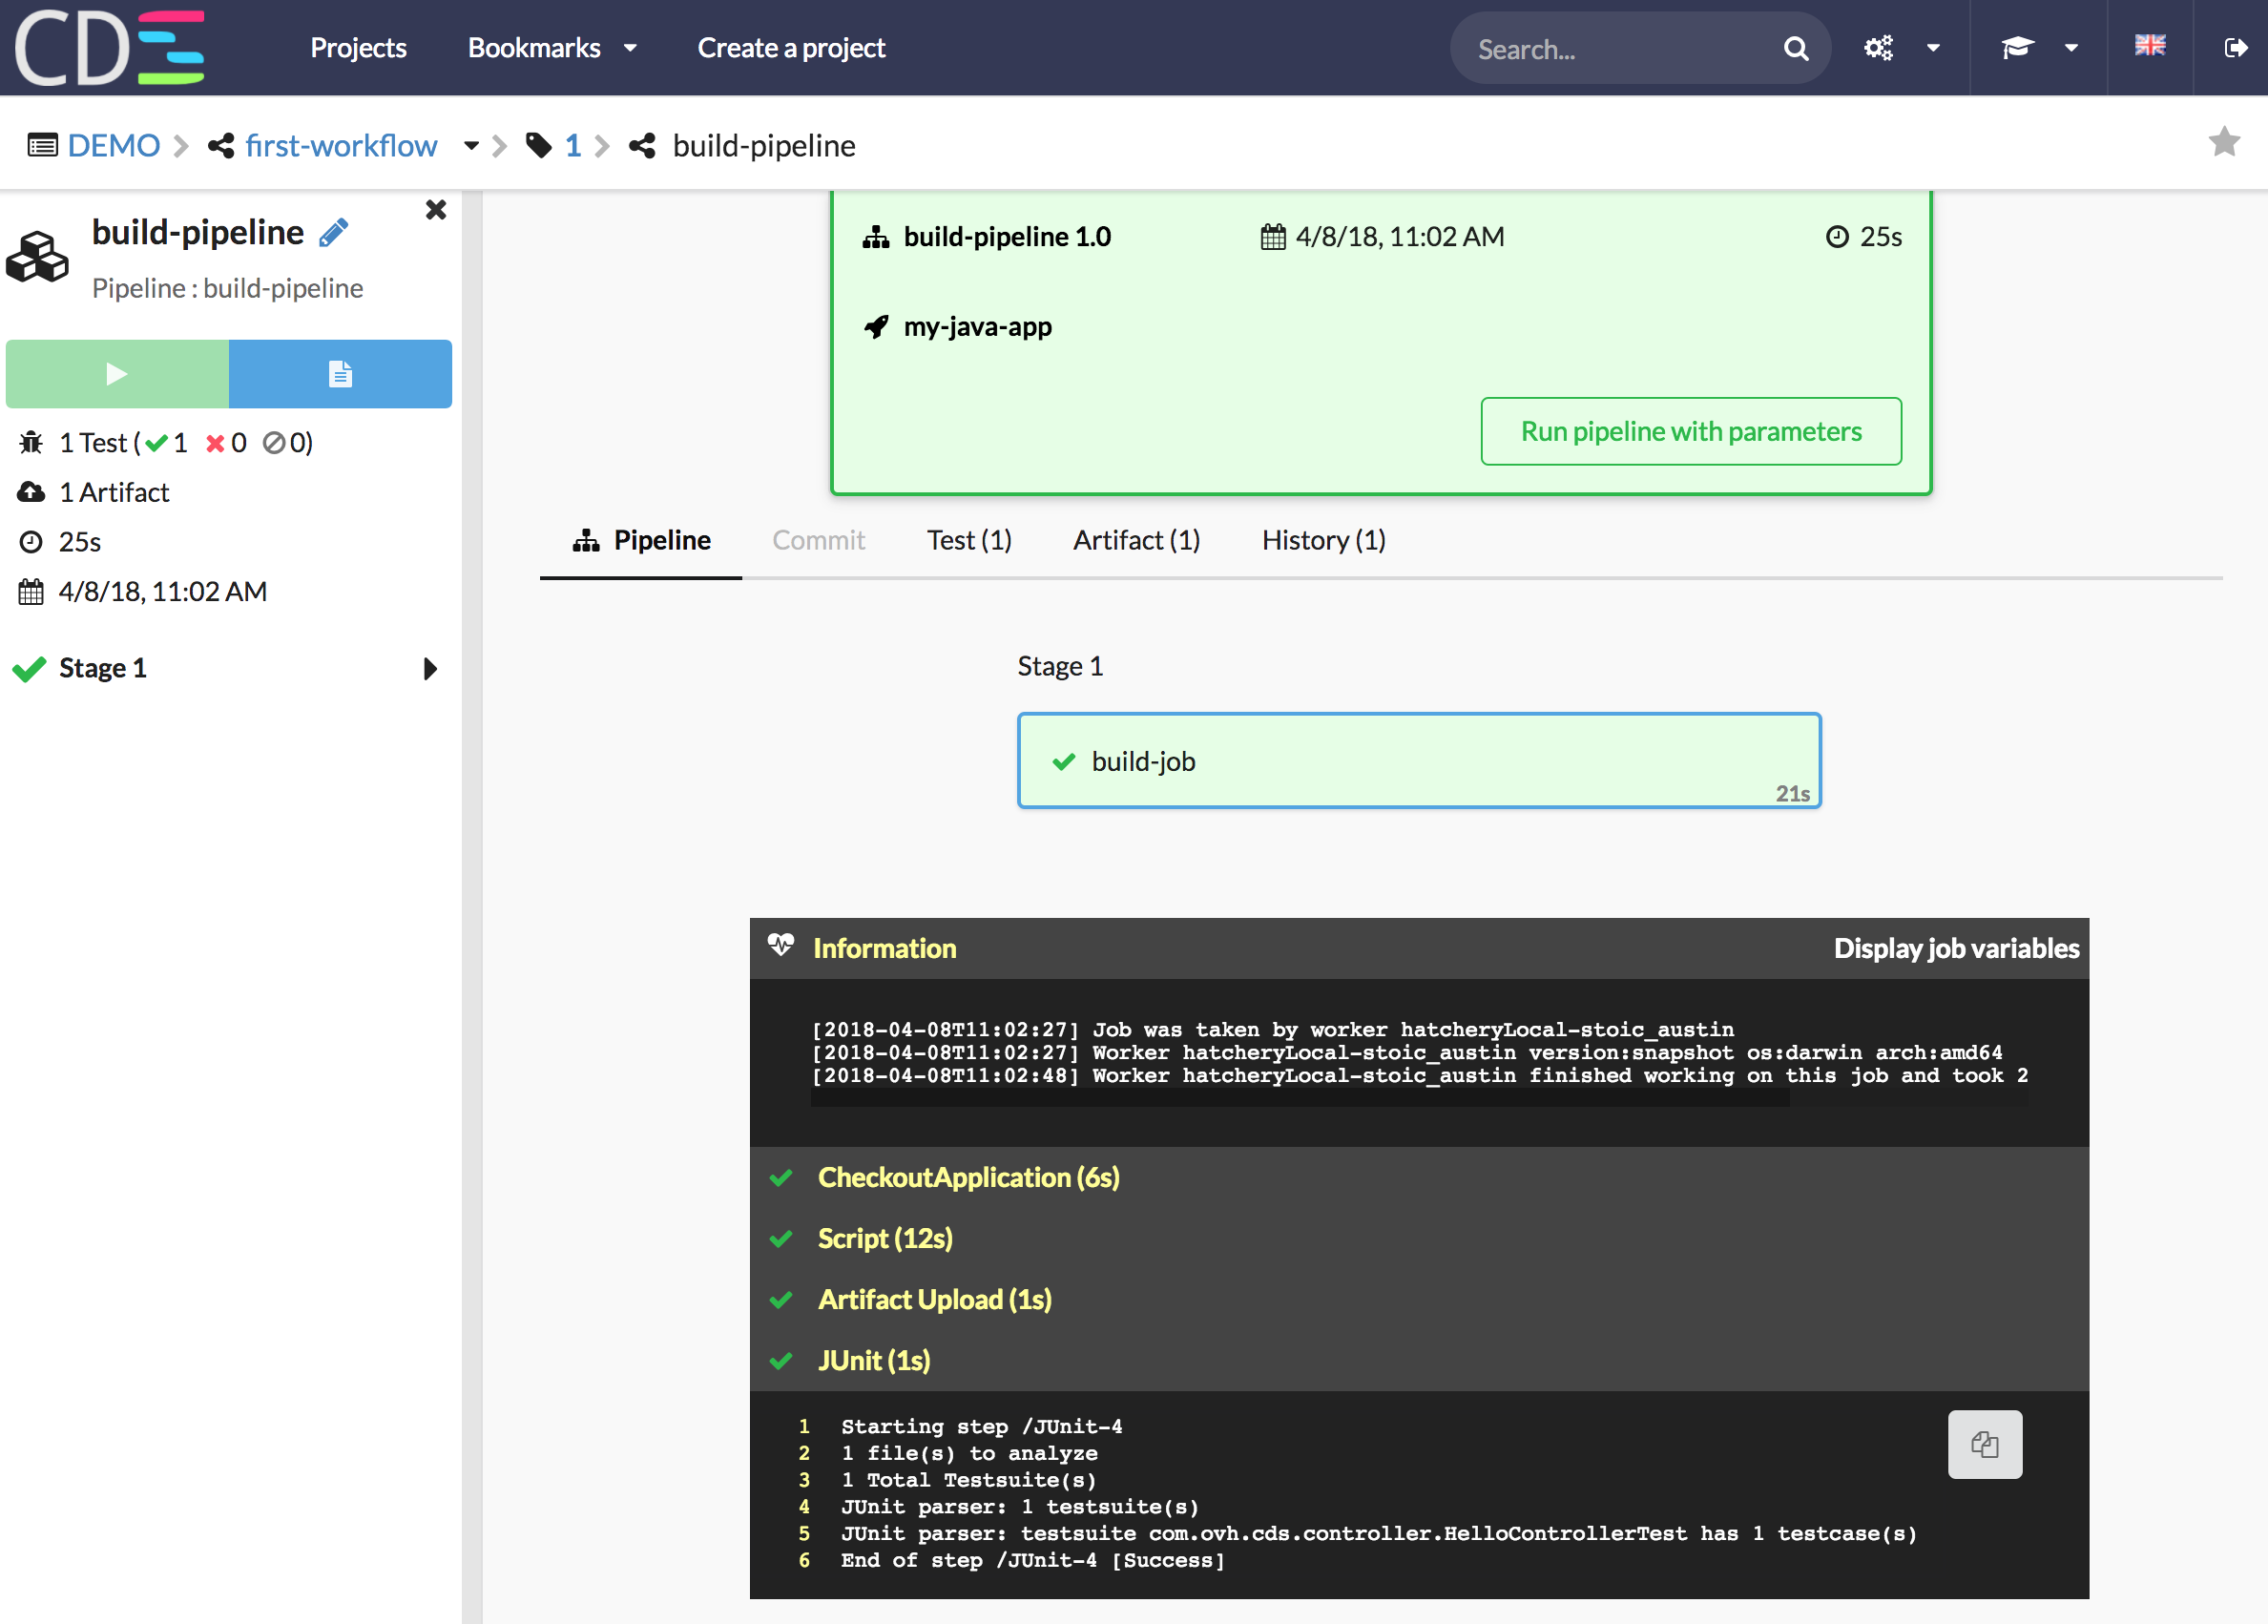 CDS
Projects
Bookmarks
Create a project
Search...
DEMO
first-workflow
1
build-pipeline
build-pipeline
Pipeline : build-pipeline
1 Test ( 1 0 0)
1 Artifact
25s
4/8/18, 11:02 AM
Stage 1
build-pipeline 1.0
4/8/18, 11:02 AM
25s
my-java-app
Run pipeline with parameters
Pipeline
Commit
Test (1)
Artifact (1)
History (1)
Stage 1
build-job
21s
Information
Display job variables
[2018-04-08T11:02:27] Job was taken by worker hatcheryLocal-stoic_austin
[2018-04-08T11:02:27] Worker hatcheryLocal-stoic_austin version:snapshot os:darwin arch:amd64
[2018-04-08T11:02:48] Worker hatcheryLocal-stoic_austin finished working on this job and took 2
CheckoutApplication (6s)
Script (12s)
Artifact Upload (1s)
JUnit (1s)
1 Starting step /JUnit-4
2 1 file(s) to analyze
3 1 Total Testsuite(s)
4 JUnit parser: 1 testsuite(s)
5 JUnit parser: testsuite com.ovh.cds.controller.HelloControllerTest has 1 testcase(s)
6 End of step /JUnit-4 [Success]